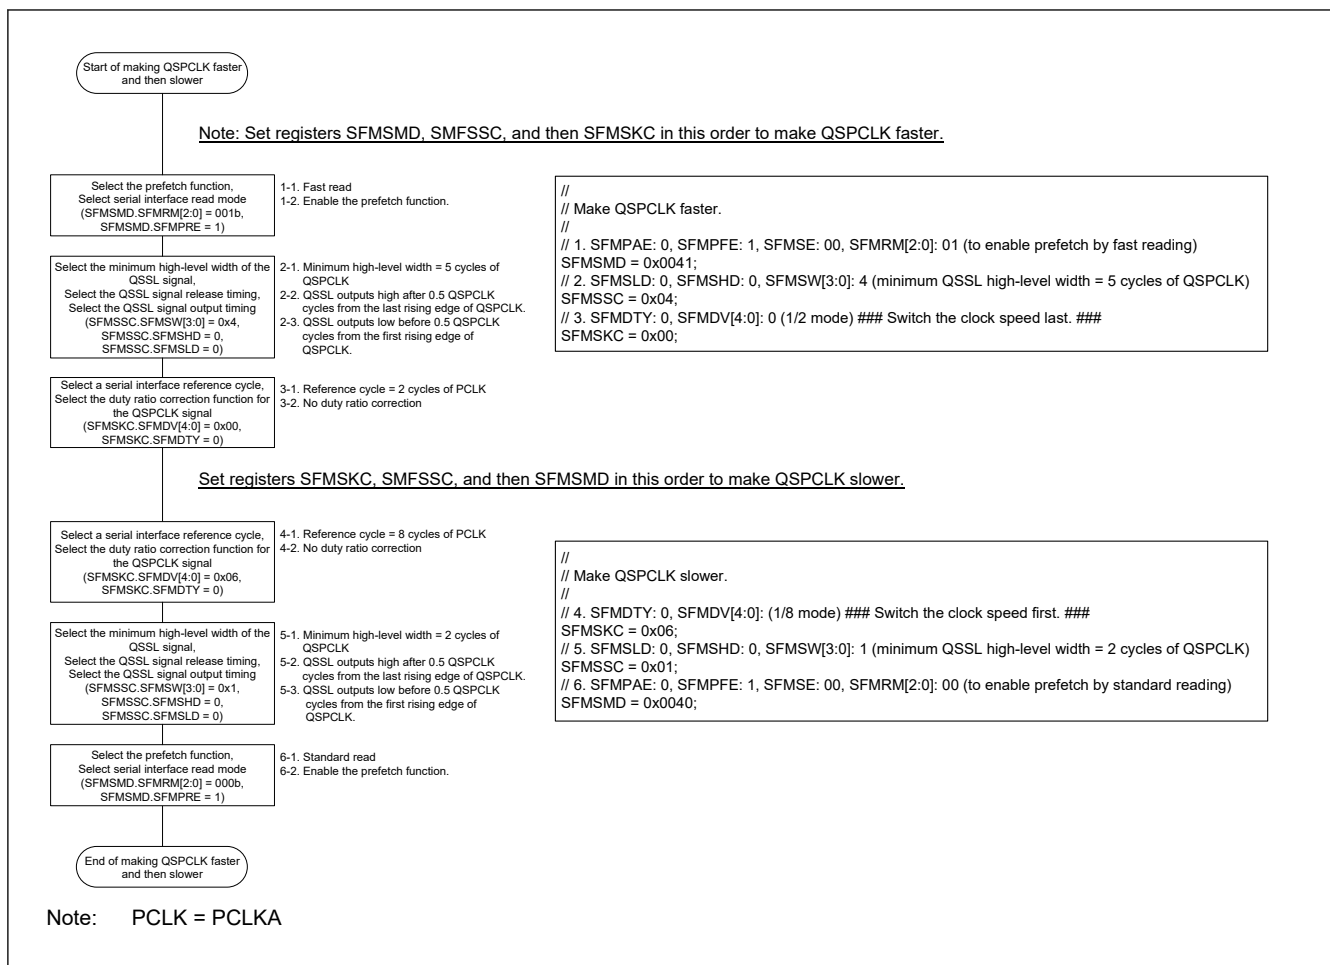 Start of making QSPCLK faster
and then slower
Note: Set registers SFMSMD, SMFSSC, and then SFMSKC in this order to make QSPCLK faster.
Select the prefetch function,
Select serial interface read mode
(SFMSMD.SFMRM[2:0] = 001b,
SFMSMD.SFMPRE = 1)
1-1. Fast read
1-2. Enable the prefetch function.
Select the minimum high-level width of the
QSSL signal,
Select the QSSL signal release timing,
Select the QSSL signal output timing
(SFMSSC.SFMSW[3:0] = 0x4,
SFMSSC.SFMSHD = 0,
SFMSSC.SFMSLD = 0)
2-1. Minimum high-level width = 5 cycles of
QSPCLK
2-2. QSSL outputs high after 0.5 QSPCLK
cycles from the last rising edge of QSPCLK.
2-3. QSSL outputs low before 0.5 QSPCLK
cycles from the first rising edge of
QSPCLK.
Select a serial interface reference cycle,
Select the duty ratio correction function for
the QSPCLK signal
(SFMSKC.SFMDV[4:0] = 0x00,
SFMSKC.SFMDTY = 0)
3-1. Reference cycle = 2 cycles of PCLK
3-2. No duty ratio correction
//
// Make QSPCLK faster.
//
// 1. SFMPAE: 0, SFMPFE: 1, SFMSE: 00, SFMRM[2:0]: 01 (to enable prefetch by fast reading)
SFMSMD = 0x0041;
// 2. SFMSLD: 0, SFMSHD: 0, SFMSW[3:0]: 4 (minimum QSSL high-level width = 5 cycles of QSPCLK)
SFMSSC = 0x04;
// 3. SFMDTY: 0, SFMDV[4:0]: 0 (1/2 mode) ### Switch the clock speed last. ###
SFMSKC = 0x00;
Set registers SFMSKC, SMFSSC, and then SFMSMD in this order to make QSPCLK slower.
Select a serial interface reference cycle,
Select the duty ratio correction function for
the QSPCLK signal
(SFMSKC.SFMDV[4:0] = 0x06,
SFMSKC.SFMDTY = 0)
4-1. Reference cycle = 8 cycles of PCLK
4-2. No duty ratio correction
Select the minimum high-level width of the
QSSL signal,
Select the QSSL signal release timing,
Select the QSSL signal output timing
(SFMSSC.SFMSW[3:0] = 0x1,
SFMSSC.SFMSHD = 0,
SFMSSC.SFMSLD = 0)
5-1. Minimum high-level width = 2 cycles of
QSPCLK
5-2. QSSL outputs high after 0.5 QSPCLK
cycles from the last rising edge of QSPCLK.
5-3. QSSL outputs low before 0.5 QSPCLK
cycles from the first rising edge of
QSPCLK.
Select the prefetch function,
Select serial interface read mode
(SFMSMD.SFMRM[2:0] = 000b,
SFMSMD.SFMPRE = 1)
6-1. Standard read
6-2. Enable the prefetch function.
//
// Make QSPCLK slower.
//
// 4. SFMDTY: 0, SFMDV[4:0]: (1/8 mode) ### Switch the clock speed first. ###
SFMSKC = 0x06;
// 5. SFMSLD: 0, SFMSHD: 0, SFMSW[3:0]: 1 (minimum QSSL high-level width = 2 cycles of QSPCLK)
SFMSSC = 0x01;
// 6. SFMPAE: 0, SFMPFE: 1, SFMSE: 00, SFMRM[2:0]: 00 (to enable prefetch by standard reading)
SFMSMD = 0x0040;
End of making QSPCLK faster
and then slower
Note: PCLK = PCLKA